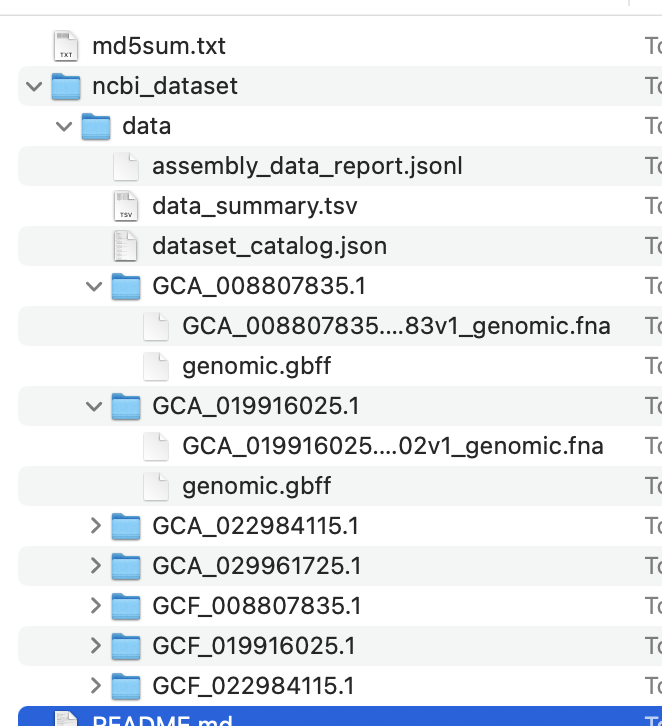 md5sum.txt To
TXT
ncbi_dataset To
data To
assembly_data_report.jsonl To
data_summary.tsv To
TSV
dataset_catalog.json To
GCA_008807835.1 To
GCA_008807835....83v1_genomic.fna To
genomic.gbff To
GCA_019916025.1 To
GCA_019916025....02v1_genomic.fna To
genomic.gbff To
GCA_022984115.1 To
GCA_029961725.1 To
GCF_008807835.1 To
GCF_019916025.1 To
GCF_022984115.1 To
README.md To